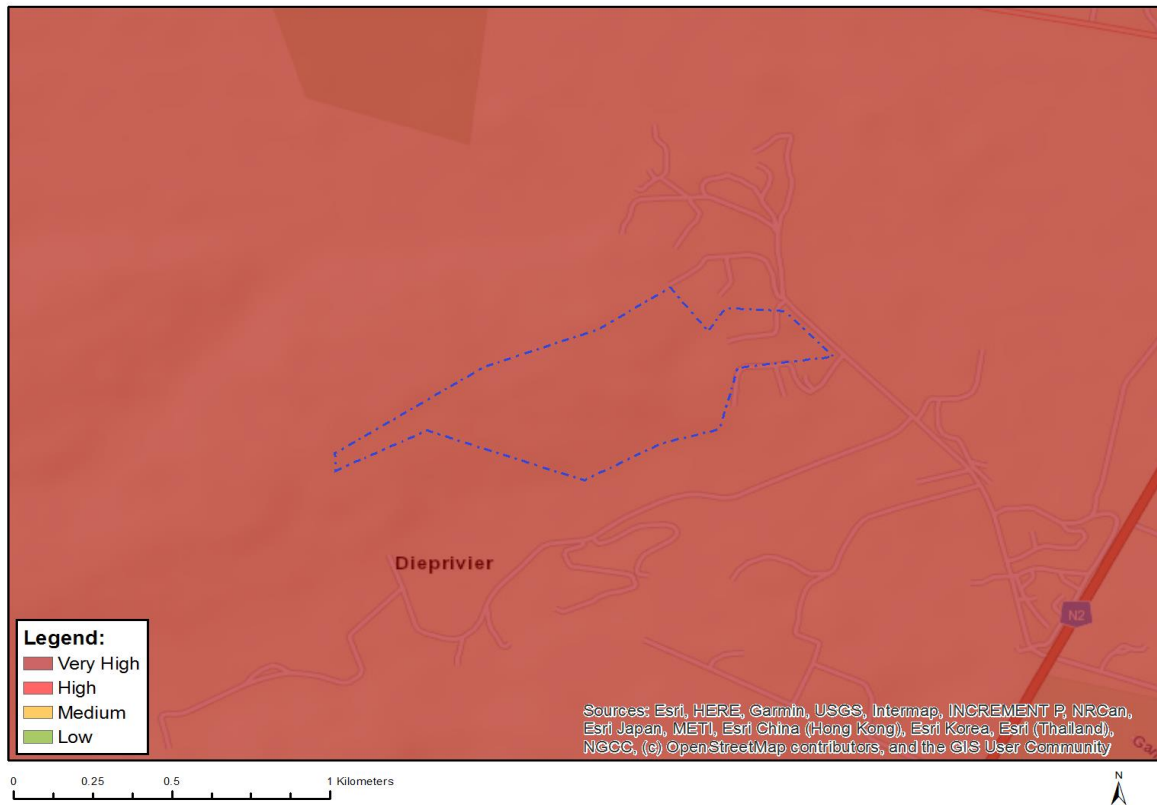 Dieprivier
N2
Legend:
Very High
High
Medium
Low
Sources: Esri, HERE, Garmin, USGS, Intermap, INCREMENT P, NRCan,
Esri Japan, METI, Esri China (Hong Kong), Esri Korea, Esri (Thailand),
NGCC, (c) OpenStreetMap contributors, and the GIS User Community
0 0.25 0.5 1 Kilometers
N